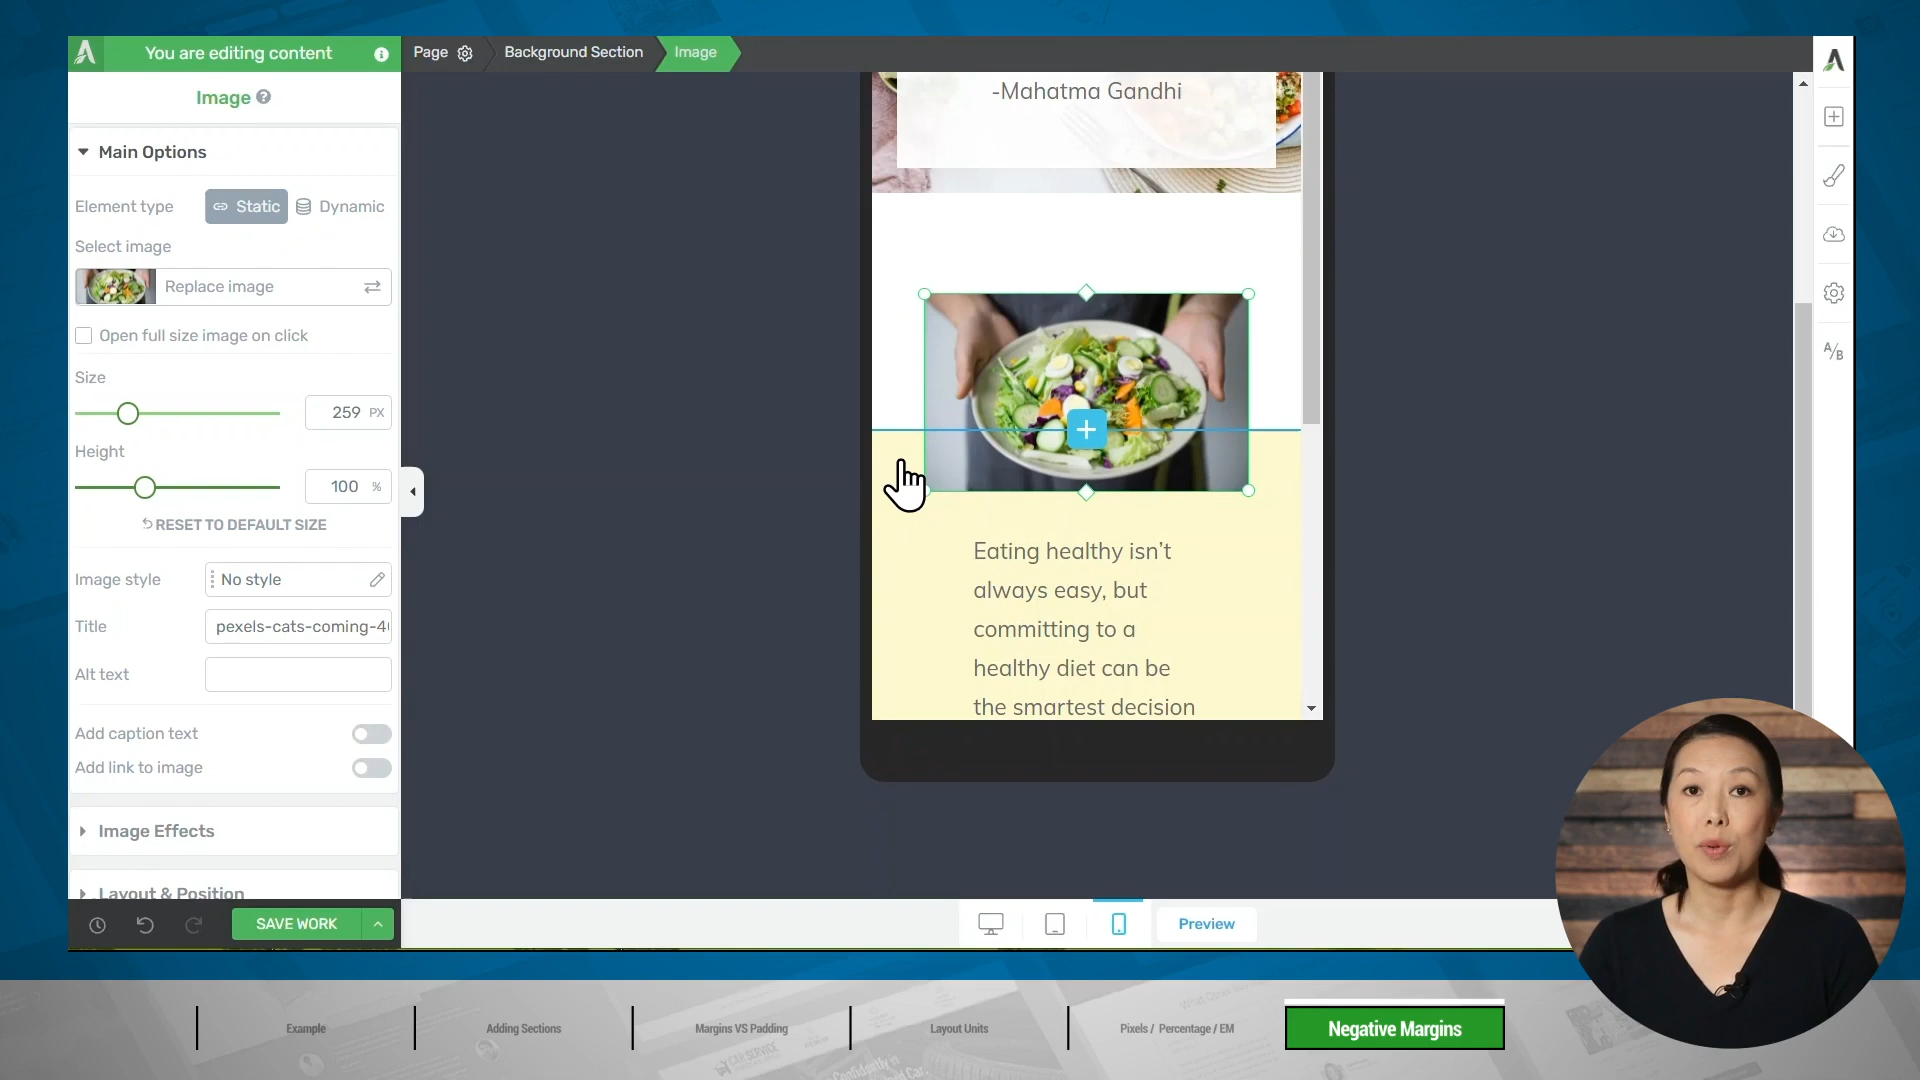 You are editing content
Page
Background Section
Image
Image
-Mahatma Gandhi
Main Options
Element type
Static
Dynamic
Select image
Replace image
Open full size image on click
Size
259 PX
Height
100 %
RESET TO DEFAULT SIZE
Image style
No style
Title
pexels-cats-coming-4
Alt text
Add caption text
Add link to image
Image Effects
Layout & Position
Eating healthy isn't
always easy, but
committing to a
healthy diet can be
the smartest decision
A/B
SAVE WORK
Preview
Example
Adding Sections
Margins VS Padding
Layout Units
Pixels / Percentage / EM
Negative Margins